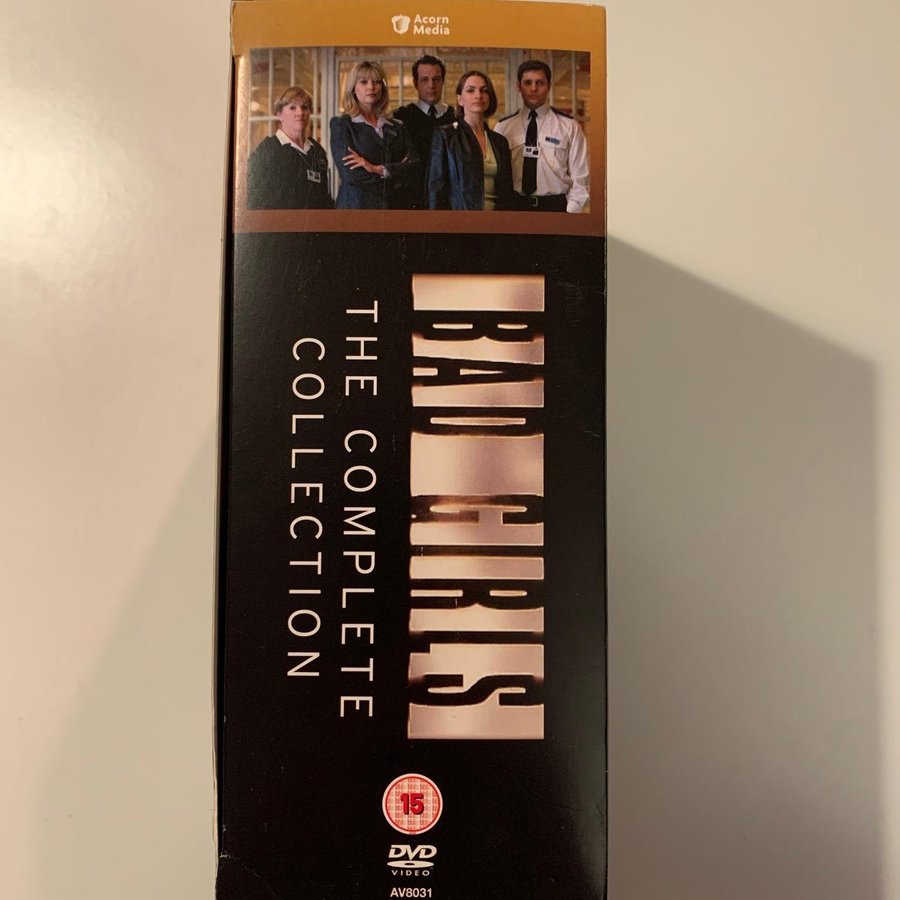 Acorn
Media
BAD GIRLS
THE COMPLETE
COLLECTION
15
DVD
VIDEO
AV8031